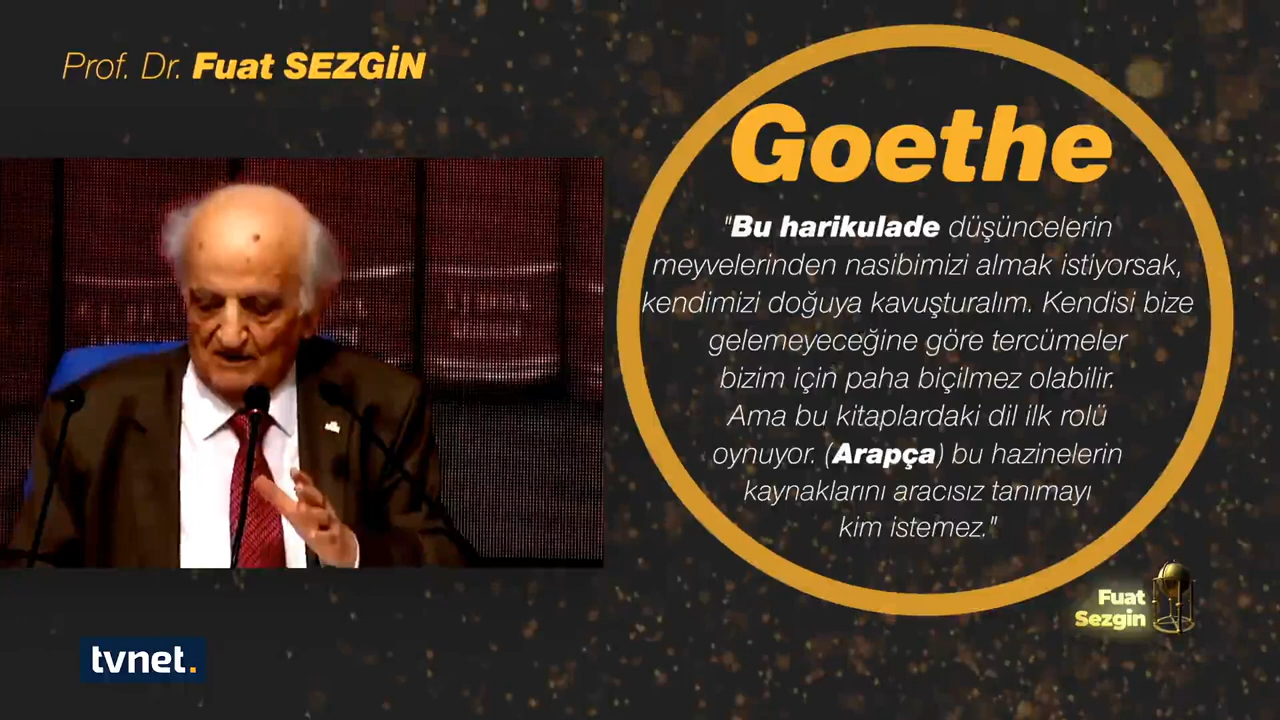 Prof. Dr. Fuat SEZGİN
Goethe
"Bu harikulade düşüncelerin
meyvelerinden nasibimizi almak istiyorsak,
kendimizi doğuya kavuşturalım. Kendisi bize
gelemeyeceğine göre tercümeler
bizim için paha biçilmez olabilir.
Ama bu kitaplardaki dil ilk rolü
oynuyor. (Arapça) bu hazinelerin
kaynaklarını aracısız tanımayı
kim istemez."
Fuat
Sezgin
tvnet.